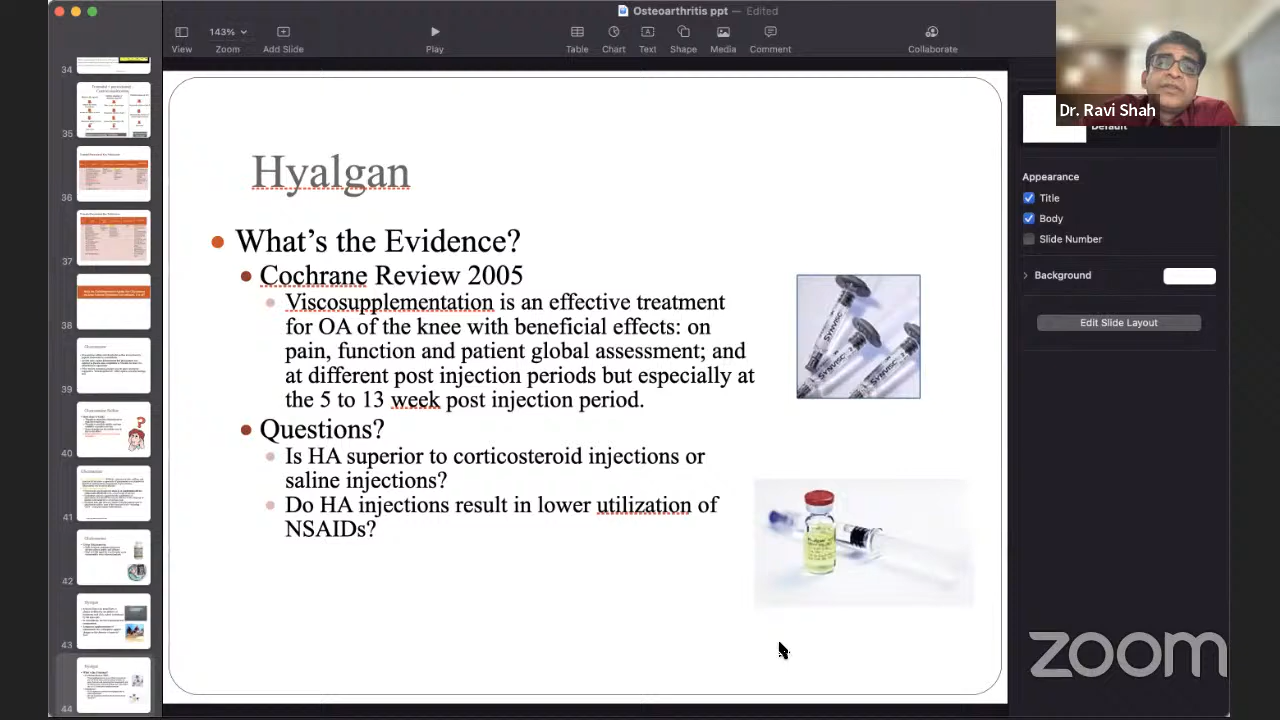 Osteoarthritis ppt — Edited
143%
View
Zoom
Add Slide
Play
Table
Chart
Text
Shape
Media
Comment
Collaborate
Dr. Ravi Shah
Default
Appearance
Title
Body
Slide Number
Background
Edit Slide Layout
34
35
36
37
38
39
40
41
42
43
44
Hyalgan
What's the Evidence?
Cochrane Review 2005
Viscosupplementation is an effective treatment
for OA of the knee with beneficial effects: on
pain, function and patient global assessment; and
at different post injection periods but especially at
the 5 to 13 week post injection period.
Questions?
Is HA superior to corticosteroid injections or
saline injections?
Do HA injections result in lower utilization of
NSAIDs?
SYNVISC
SYNVISC
SYNVISC
zoom